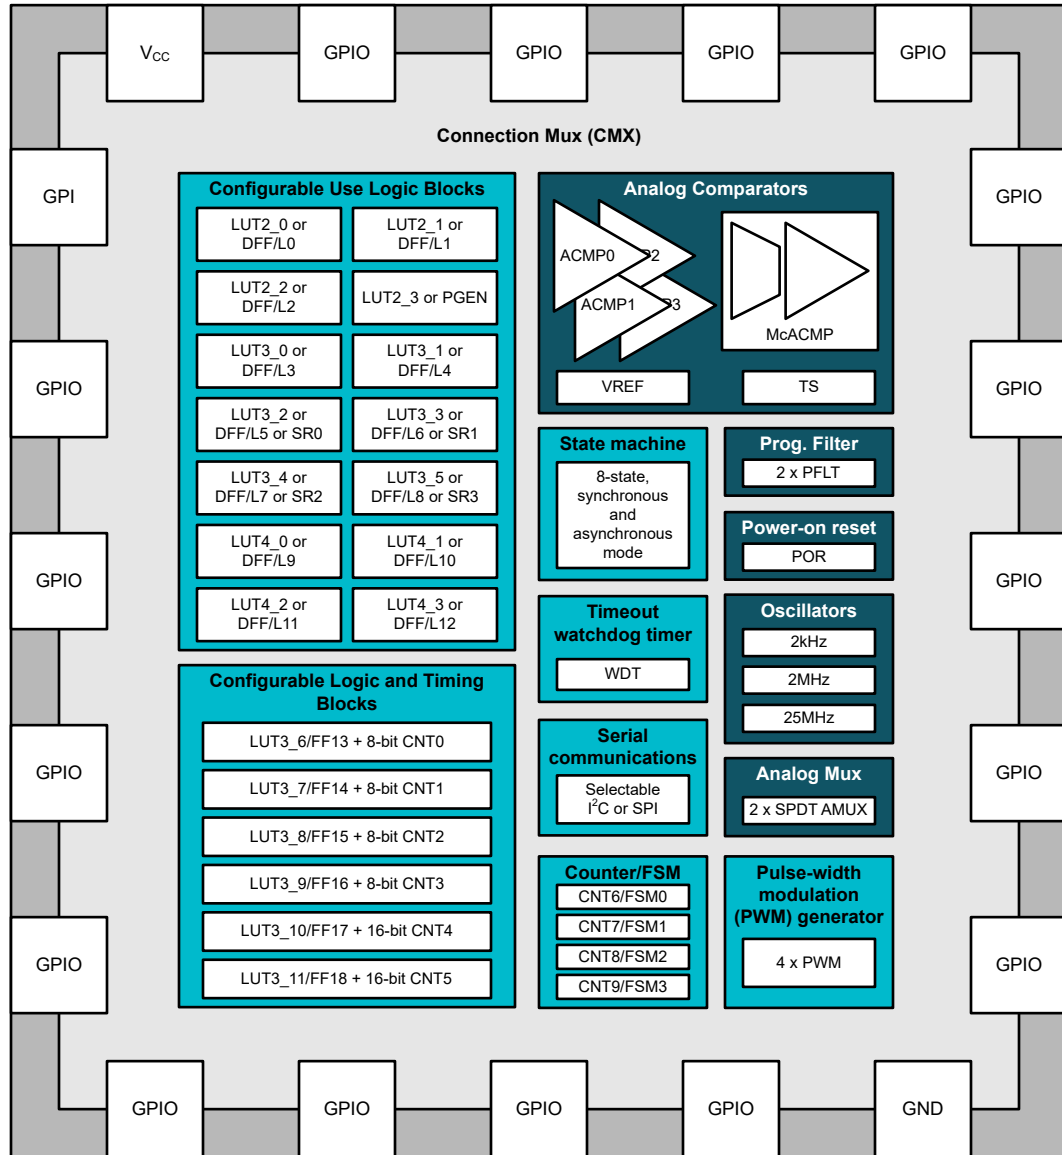 V_CC
GPIO
GPIO
GPIO
GPIO
Connection Mux (CMX)
GPI
GPIO
GPIO
GPIO
GPIO
GPIO
GPIO
GPIO
GPIO
GPIO
Configurable Use Logic Blocks
LUT2_0 or
DFF/L0
LUT2_1 or
DFF/L1
LUT2_2 or
DFF/L2
LUT2_3 or PGEN
LUT3_0 or
DFF/L3
LUT3_1 or
DFF/L4
LUT3_2 or
DFF/L5 or SR0
LUT3_3 or
DFF/L6 or SR1
LUT3_4 or
DFF/L7 or SR2
LUT3_5 or
DFF/L8 or SR3
LUT4_0 or
DFF/L9
LUT4_1 or
DFF/L10
LUT4_2 or
DFF/L11
LUT4_3 or
DFF/L12
Configurable Logic and Timing
Blocks
LUT3_6/FF13 + 8-bit CNT0
LUT3_7/FF14 + 8-bit CNT1
LUT3_8/FF15 + 8-bit CNT2
LUT3_9/FF16 + 8-bit CNT3
LUT3_10/FF17 + 16-bit CNT4
LUT3_11/FF18 + 16-bit CNT5
Analog Comparators
ACMP0
P2
ACMP1
P3
McACMP
VREF
TS
State machine
8-state,
synchronous
and
asynchronous
mode
Prog. Filter
2 x PFLT
Power-on reset
POR
Timeout
watchdog timer
WDT
Oscillators
2kHz
2MHz
25MHz
Serial
communications
Selectable
I²C or SPI
Analog Mux
2 x SPDT AMUX
Counter/FSM
CNT6/FSM0
CNT7/FSM1
CNT8/FSM2
CNT9/FSM3
Pulse-width
modulation
(PWM) generator
4 x PWM
GPIO
GPIO
GPIO
GPIO
GND